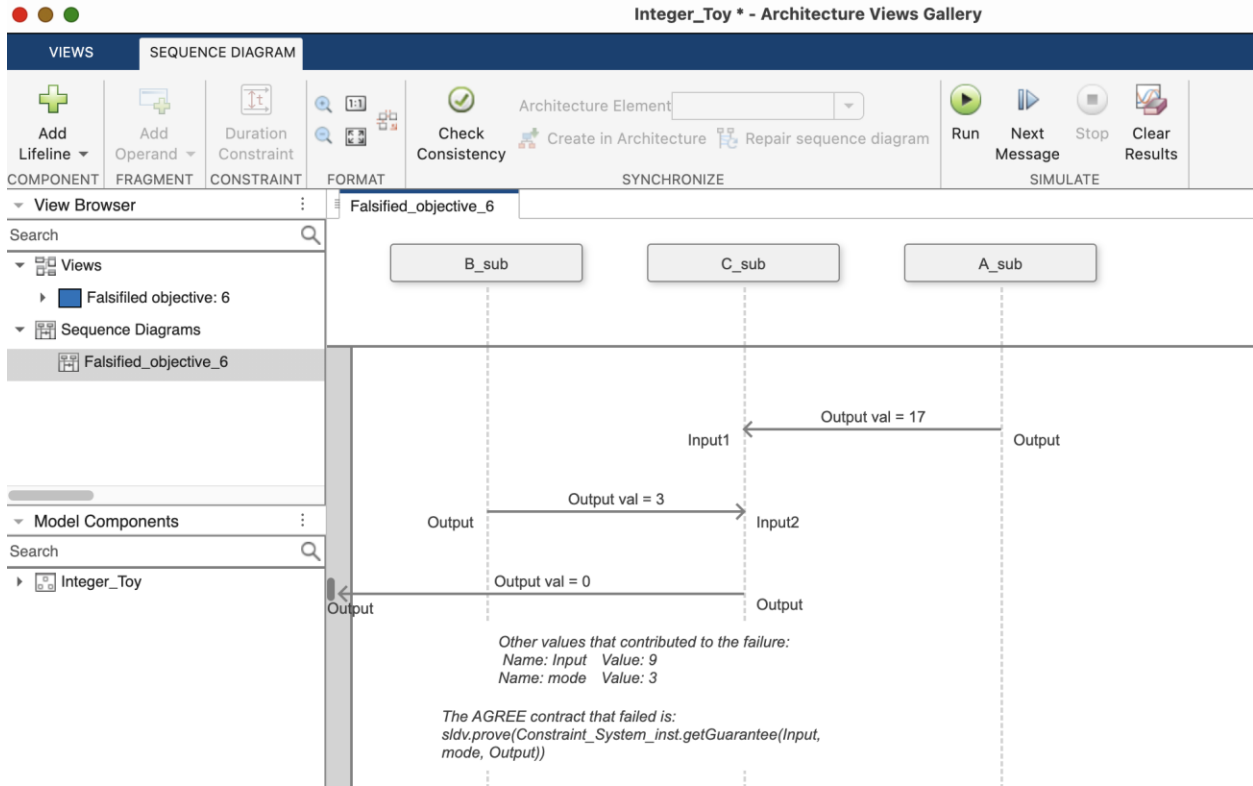 Integer_Toy * - Architecture Views Gallery
VIEWS
SEQUENCE DIAGRAM
Add
Lifeline
COMPONENT
Add
Operand
FRAGMENT
Duration
Constraint
CONSTRAINT
1:1
FORMAT
Check
Consistency
Architecture Element
Create in Architecture
Repair sequence diagram
SYNCHRONIZE
Run
Next
Message
Stop
Clear
Results
SIMULATE
View Browser
Search
Views
Falsifiled objective: 6
Sequence Diagrams
Falsified_objective_6
Model Components
Search
Integer_Toy
Falsified_objective_6
B_sub
C_sub
A_sub
Output val = 17
Input1
Output
Output val = 3
Output
Input2
Output val = 0
Output
Output
Other values that contributed to the failure:
Name: Input Value: 9
Name: mode Value: 3
The AGREE contract that failed is:
sldv.prove(Constraint_System_inst.getGuarantee(Input,
mode, Output))